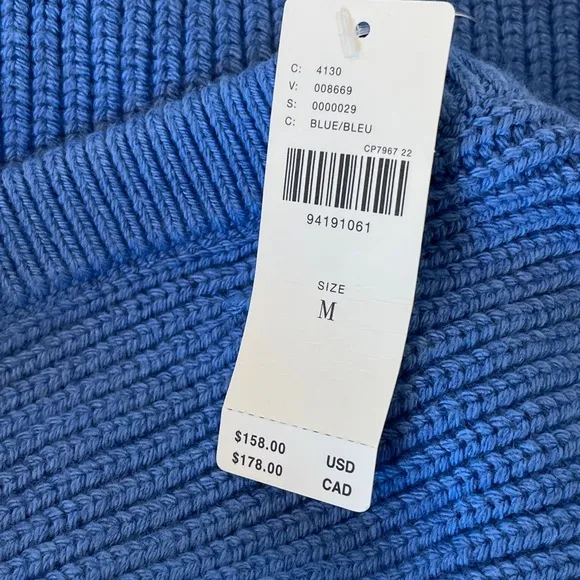 C: 4130
V: 008669
S: 0000029
C: BLUE/BLEU
CP7967 22
94191061
SIZE
M
$158.00 USD
$178.00 CAD